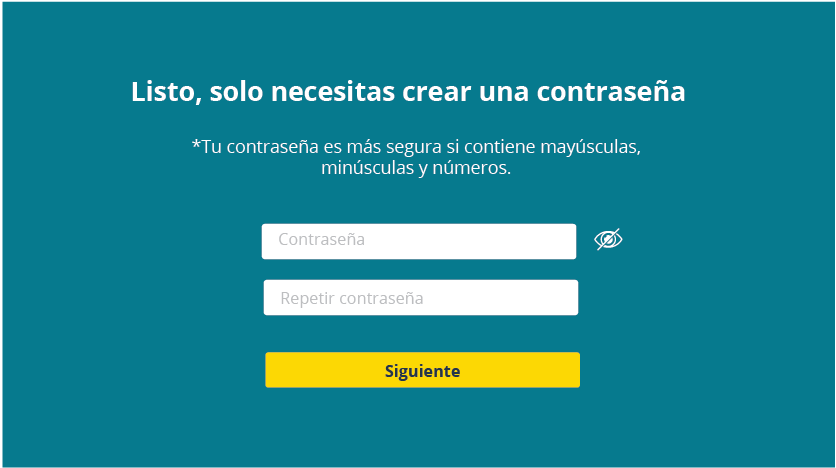 Listo, solo necesitas crear una contraseña
*Tu contraseña es más segura si contiene mayúsculas,
minúsculas y números.
Contraseña
Repetir contraseña
Siguiente